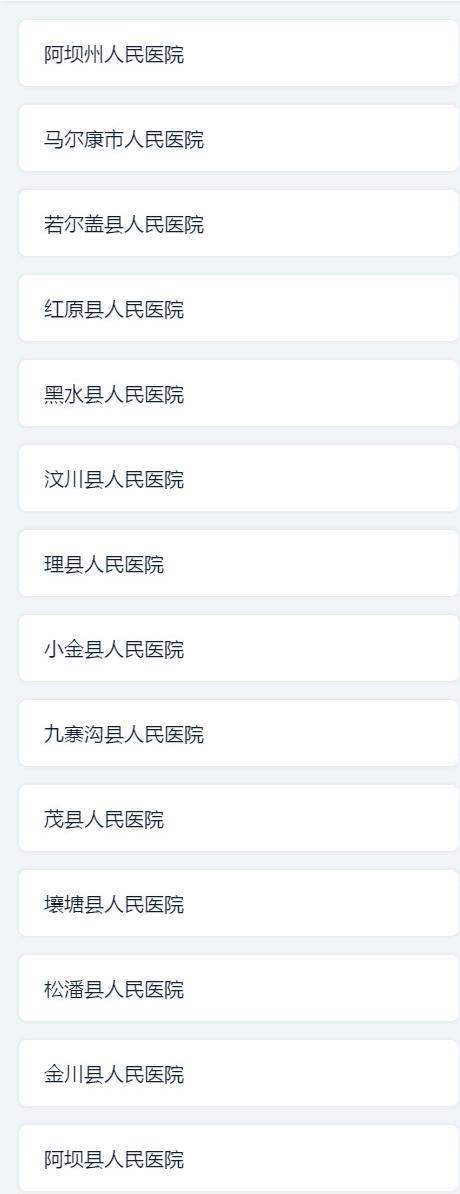 阿坝州人民医院
马尔康市人民医院
若尔盖县人民医院
红原县人民医院
黑水县人民医院
汶川县人民医院
理县人民医院
小金县人民医院
九寨沟县人民医院
茂县人民医院
壤塘县人民医院
松潘县人民医院
金川县人民医院
阿坝县人民医院